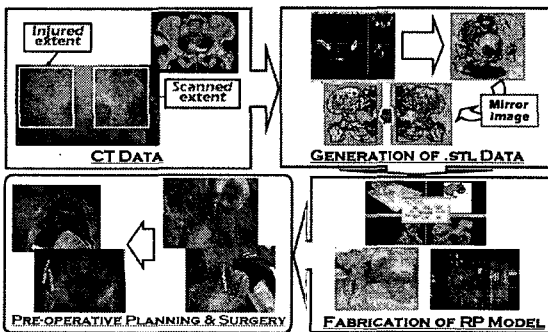 Injured
extent
Scanned
extent
CT DATA
Mirror
Image
GENERATION OF .STL DATA
PRE-OPERATIVE PLANNING & SURGERY
FABRICATION OF RP MODEL